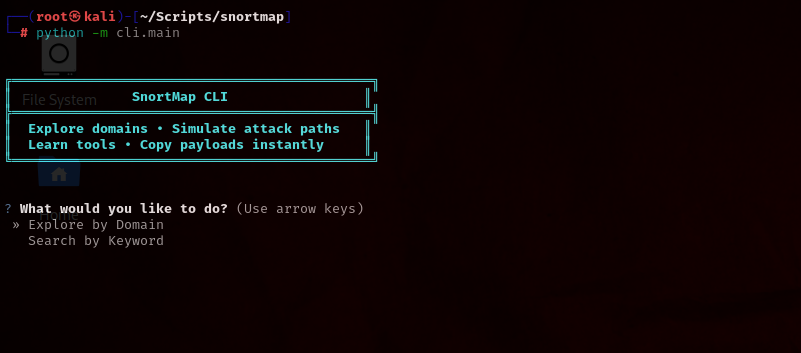 ┌──(root㉿kali)-[~/Scripts/snortmap]
└─# python -m cli.main
SnortMap CLI
File System
Explore domains • Simulate attack paths
Learn tools • Copy payloads instantly
? What would you like to do? (Use arrow keys)
Home
» Explore by Domain
Search by Keyword